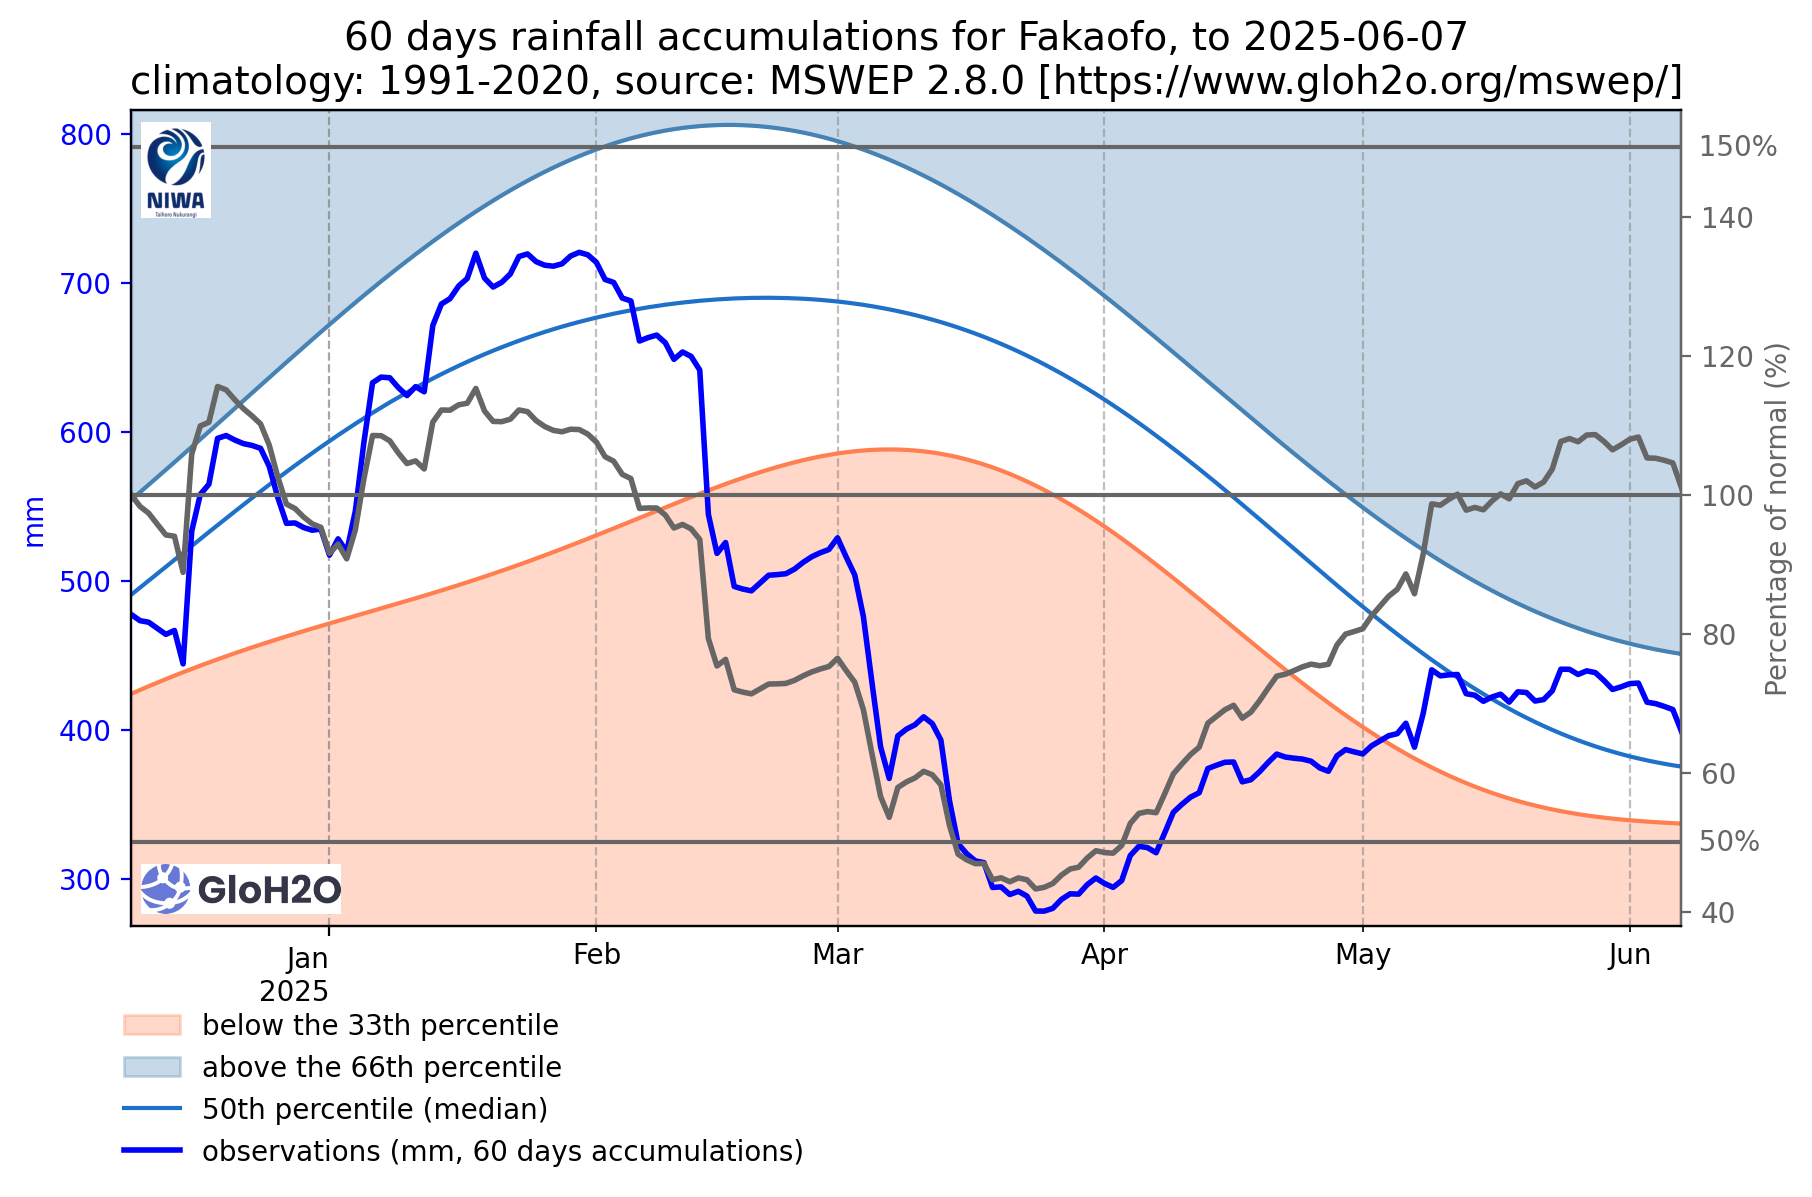 60 days rainfall accumulations for Fakaofo, to 2025-06-07
climatology: 1991-2020, source: MSWEP 2.8.0 [https://www.gloh2o.org/mswep/]
800
700
600
500
400
300
mm
NIWA
Taihoro Nukurangi
GloH2O
150%
140
120
100
80
60
50%
40
Percentage of normal (%)
Jan
2025
Feb
Mar
Apr
May
Jun
below the 33th percentile
above the 66th percentile
50th percentile (median)
observations (mm, 60 days accumulations)